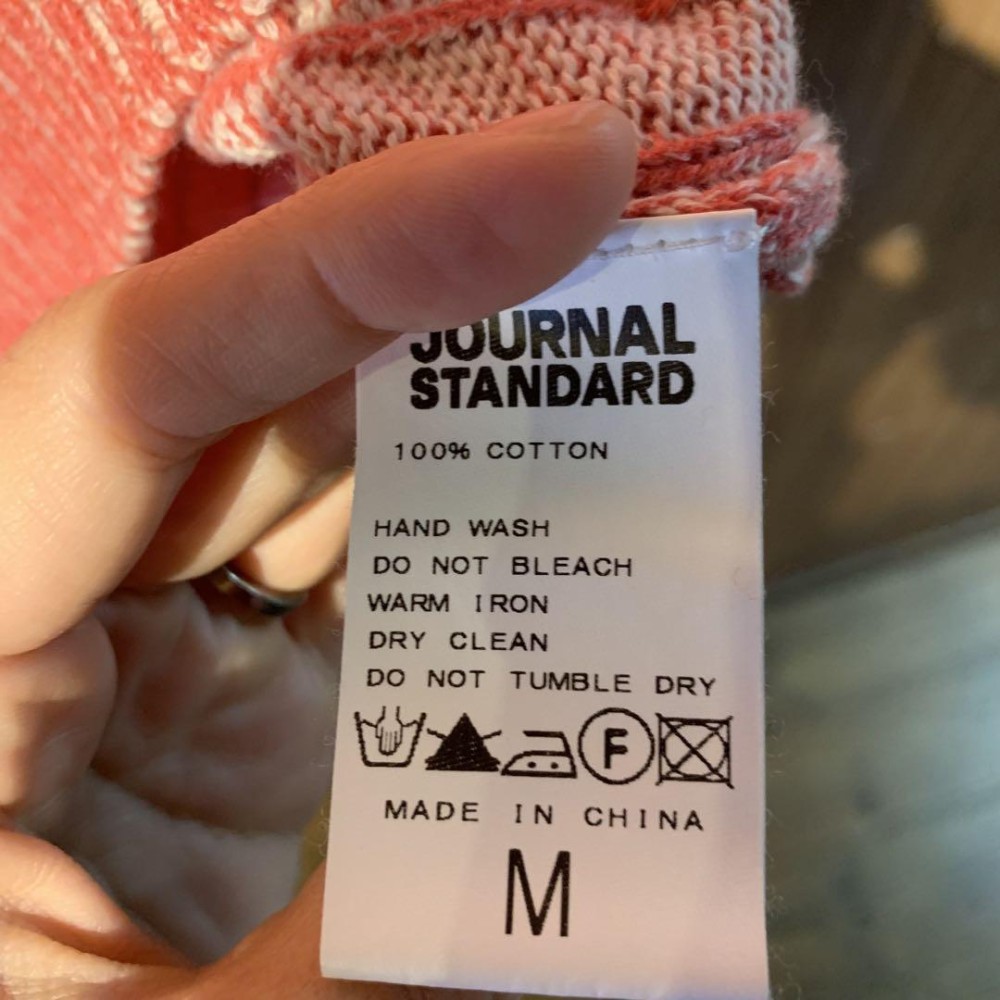 JOURNAL
STANDARD
100% COTTON
HAND WASH
DO NOT BLEACH
WARM IRON
DRY CLEAN
DO NOT TUMBLE DRY
F
MADE IN CHINA
M